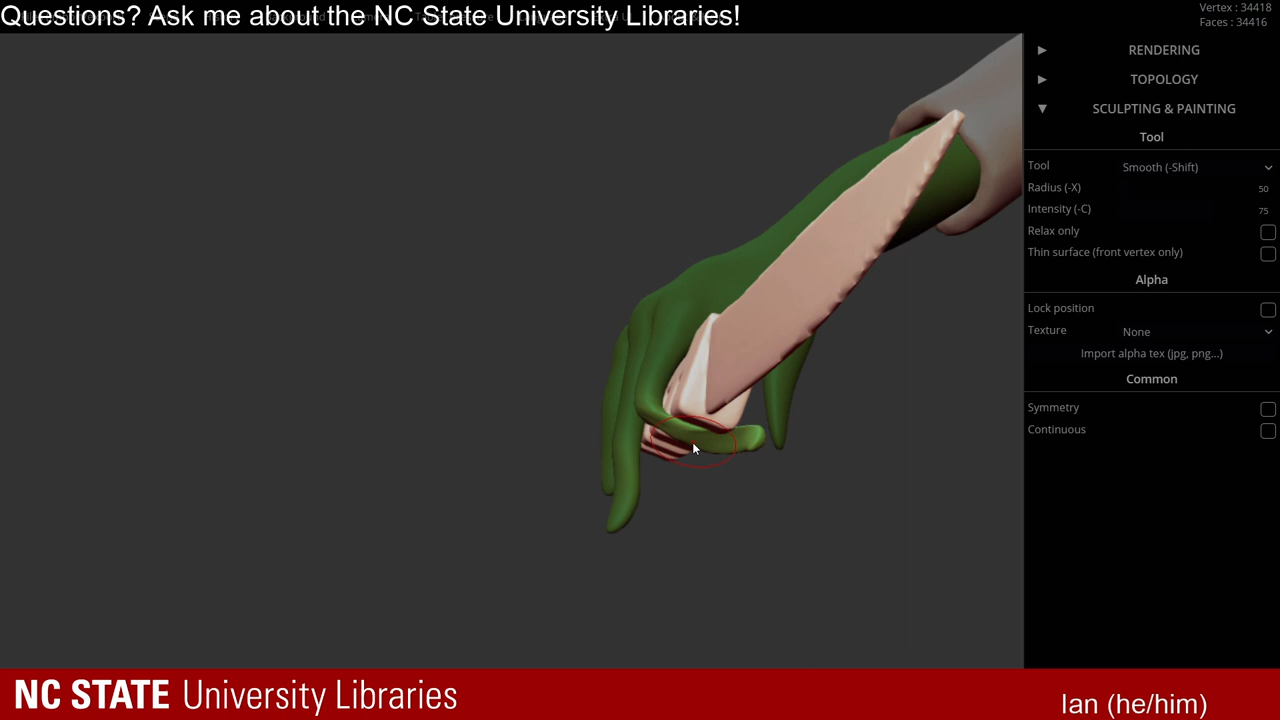 Questions? Ask me about the NC State University Libraries!
Vertex : 34418
Faces : 34416
RENDERING
TOPOLOGY
SCULPTING & PAINTING
Tool
Tool Smooth (-Shift)
Radius (-X) 50
Intensity (-C) 75
Relax only
Thin surface (front vertex only)
Alpha
Lock position
Texture None
Import alpha tex (jpg, png...)
Common
Symmetry
Continuous
NC STATE University Libraries
Ian (he/him)